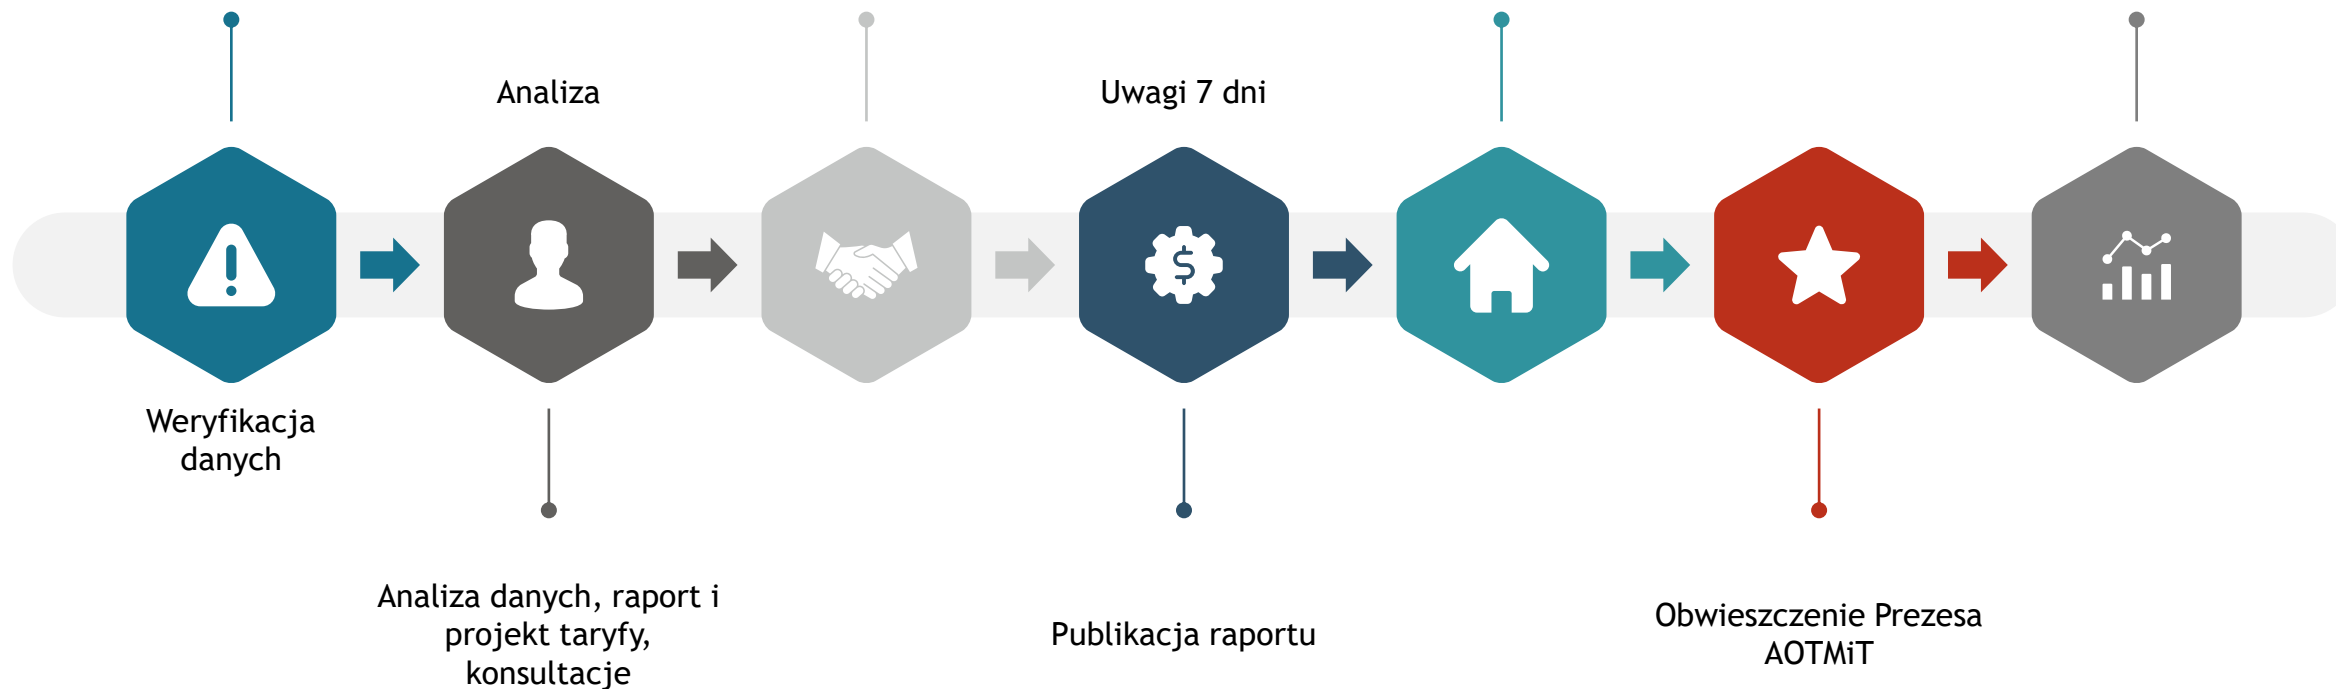 Analiza
Uwagi 7 dni
$
Weryfikacja
danych
Analiza danych, raport i
projekt taryfy,
konsultacje
Publikacja raportu
Obwieszczenie Prezesa
AOTMiT